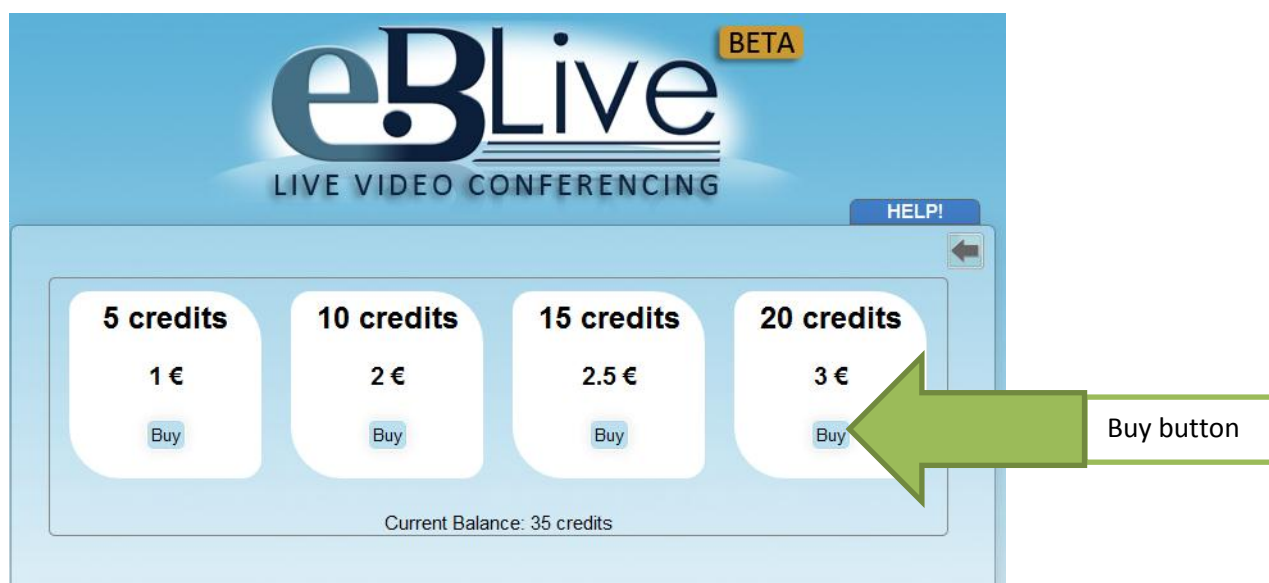 eBLive BETA
LIVE VIDEO CONFERENCING
HELP!
5 credits 10 credits 15 credits 20 credits
1 € 2 € 2.5 € 3 €
Buy Buy Buy Buy
Buy button
Current Balance: 35 credits